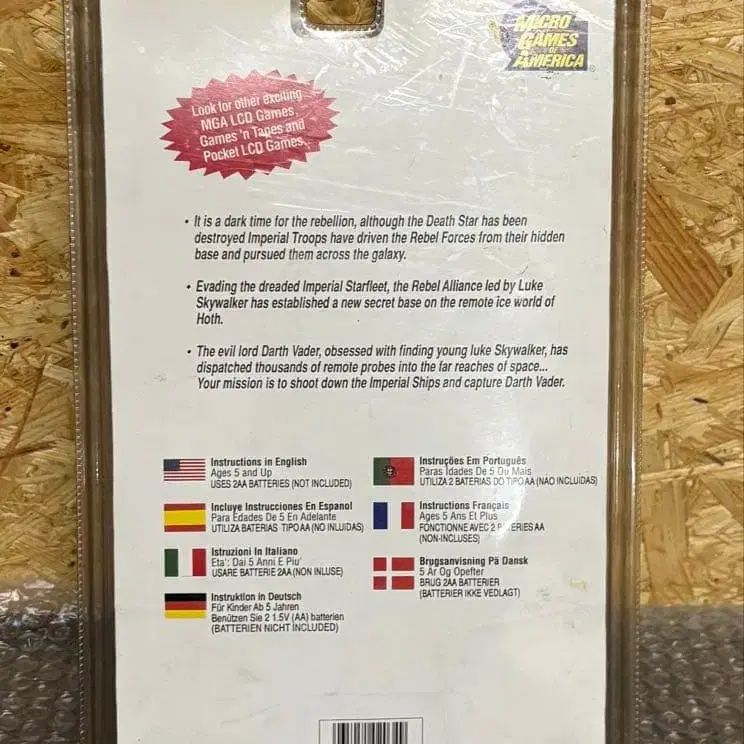 MICRO
GAMES
OF
AMERICA
®
Look for other exciting
MGA LCD Games,
Games 'n Tapes and
Pocket LCD Games.
• It is a dark time for the rebellion, although the Death Star has been
destroyed Imperial Troops have driven the Rebel Forces from their hidden
base and pursued them across the galaxy.
• Evading the dreaded Imperial Starfleet, the Rebel Alliance led by Luke
Skywalker has established a new secret base on the remote ice world of
Hoth.
• The evil lord Darth Vader, obsessed with finding young luke Skywalker, has
dispatched thousands of remote probes into the far reaches of space...
Your mission is to shoot down the Imperial Ships and capture Darth Vader.
Instructions in English
Ages 5 and Up
USES 2AA BATTERIES (NOT INCLUDED)
Incluye Instrucciones En Espanol
Para Edades De 5 En Adelante
UTILIZA BATERIAS TIPO AA (NO INLUIDAS)
Istruzioni In Italiano
Eta': Dai 5 Anni E Piu'
USARE BATTERIE 2AA (NON INLUSE)
Instruktion in Deutsch
Für Kinder Ab 5 Jahren
Benützen Sie 2 1.5V (AA) batterien
(BATTERIEN NICHT INCLUDED)
Instruções Em Português
Paras Idades De 5 Ou Mais
UTILIZA 2 BATERIAS DO TIPO AA (NAO INCLUIDAS)
Instructions Français
Ages 5 Ans Et Plus
FONCTIONNE AVEC 2 AA
(NON-INCLUSES)
Brugsanvisning På Dansk
5 Ar Og Opefter
BRUG 2AA BATTERIER
(BATTERIER IKKE VEDLAGT)